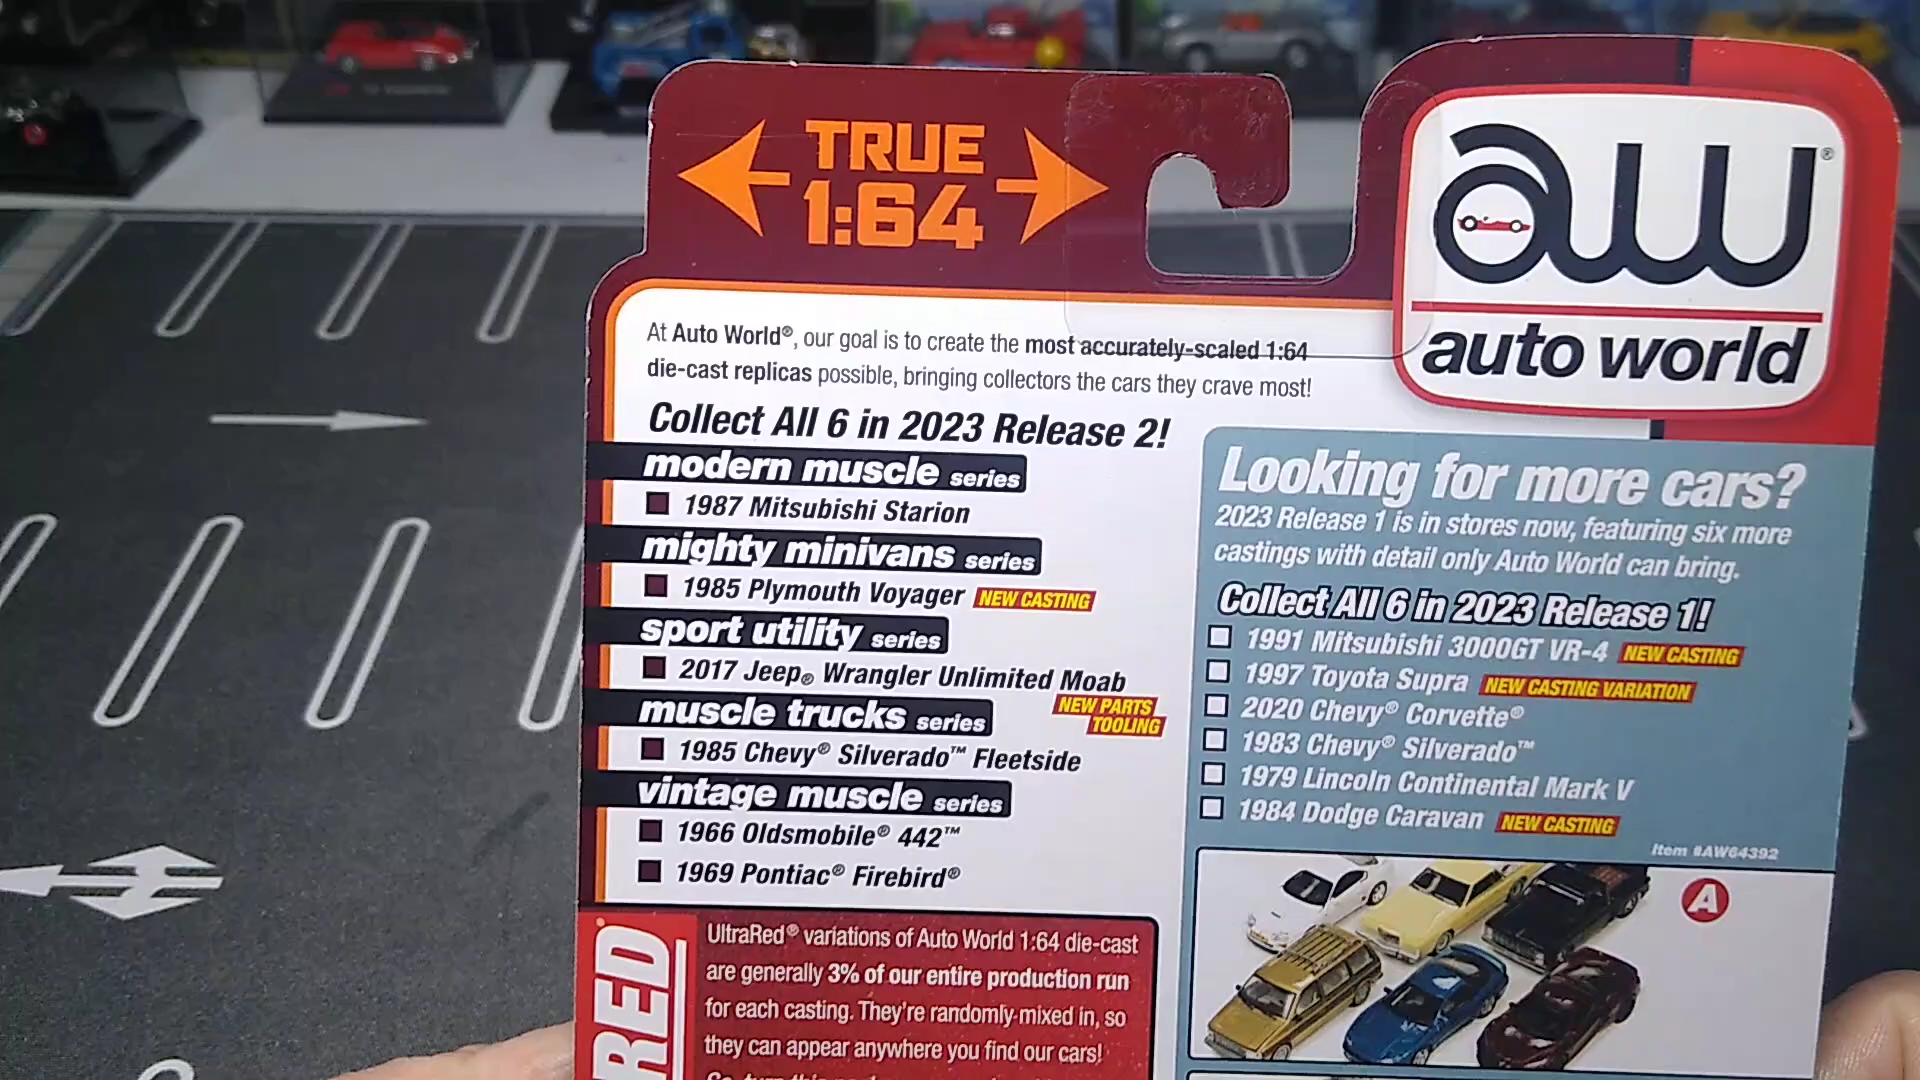 TRUE
1:64
aw®
auto world
At Auto World®, our goal is to create the most accurately-scaled 1:64
die-cast replicas possible, bringing collectors the cars they crave most!
Collect All 6 in 2023 Release 2!
modern muscle series
1987 Mitsubishi Starion
mighty minivans series
1985 Plymouth Voyager NEW CASTING
sport utility series
2017 Jeep® Wrangler Unlimited Moab
NEW PARTS
TOOLING
muscle trucks series
1985 Chevy® Silverado™ Fleetside
vintage muscle series
1966 Oldsmobile® 442™
1969 Pontiac® Firebird®
RED
UltraRed® variations of Auto World 1:64 die-cast
are generally 3% of our entire production run
for each casting. They're randomly-mixed in, so
they can appear anywhere you find our cars!
Looking for more cars?
2023 Release 1 is in stores now, featuring six more
castings with detail only Auto World can bring.
Collect All 6 in 2023 Release 1!
1991 Mitsubishi 3000GT VR-4 NEW CASTING
1997 Toyota Supra NEW CASTING VARIATION
2020 Chevy® Corvette®
1983 Chevy® Silverado™
1979 Lincoln Continental Mark V
1984 Dodge Caravan NEW CASTING
Item #AW64392
A